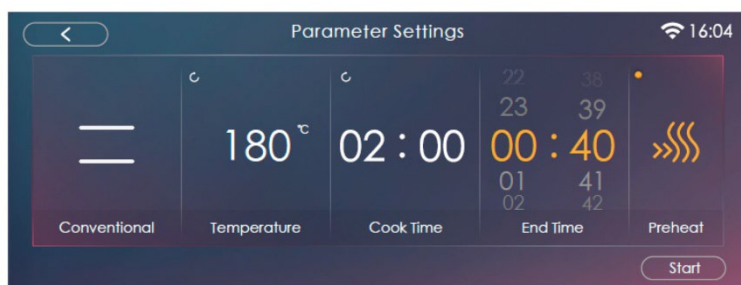 Parameter Settings
16:04
22 38
23 39
180 °C 02 : 00 00 : 40
01 41
02 42
Conventional Temperature Cook Time End Time Preheat
Start